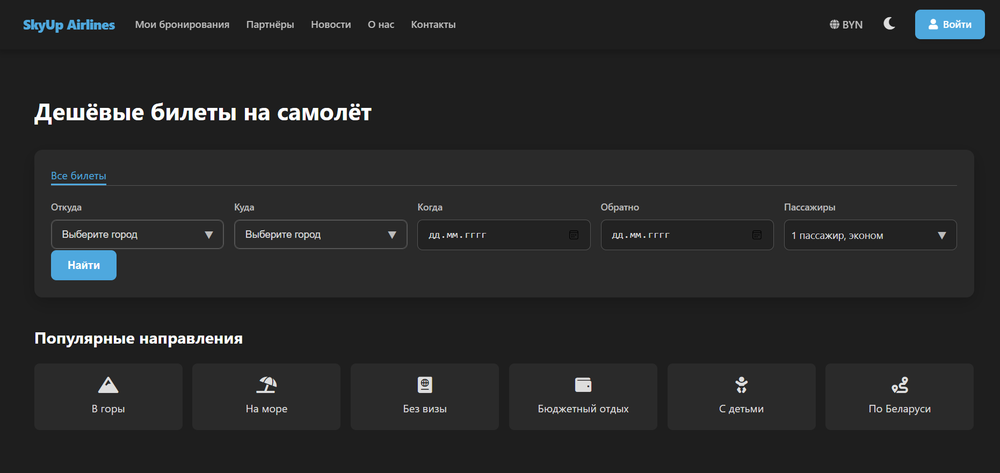 SkyUp Airlines Мои бронирования Партнёры Новости О нас Контакты BYN Войти
Дешёвые билеты на самолёт
Все билеты
Откуда Куда Когда Обратно Пассажиры
Выберите город Выберите город дд.мм.гггг дд.мм.гггг 1 пассажир, эконом
Найти
Популярные направления
В горы На море Без визы Бюджетный отдых С детьми По Беларуси